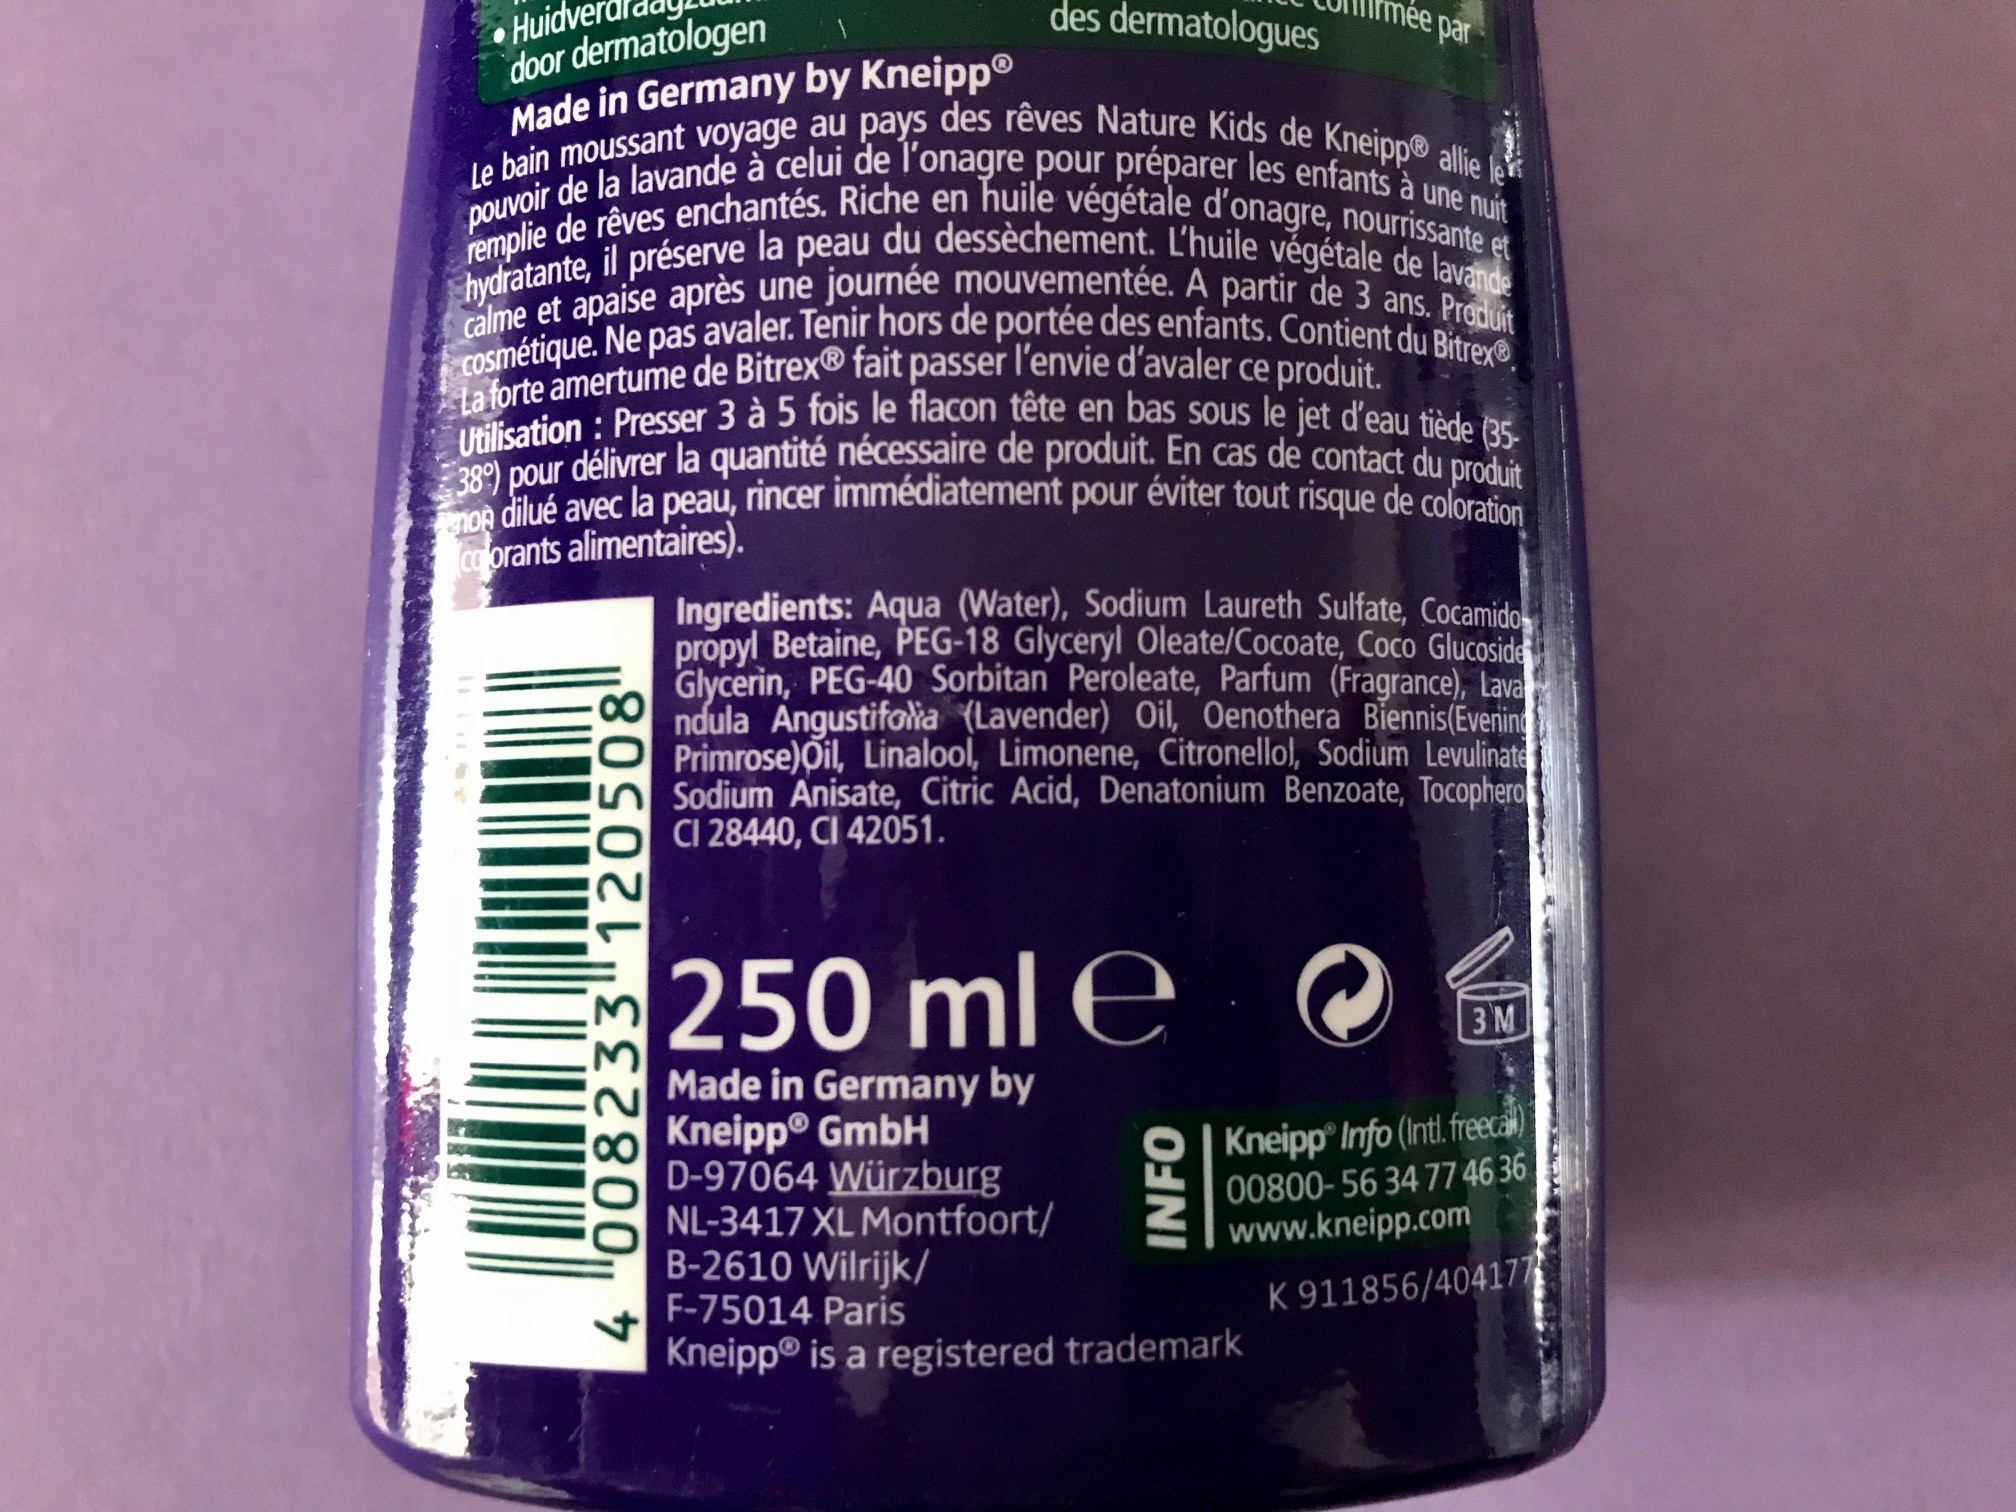 • Huidverdraagzaam
door dermatologen
confirmée par
des dermatologues
Made in Germany by Kneipp®
Le bain moussant voyage au pays des rêves Nature Kids de Kneipp® allie le
pouvoir de la lavande à celui de l'onagre pour préparer les enfants à une nuit
remplie de rêves enchantés. Riche en huile végétale d'onagre, nourrissante et
hydratante, il préserve la peau du dessèchement. L'huile végétale de lavande
calme et apaise après une journée mouvementée. A partir de 3 ans. Produit
cosmétique. Ne pas avaler. Tenir hors de portée des enfants. Contient du Bitrex®.
La forte amertume de Bitrex® fait passer l'envie d'avaler ce produit.
Utilisation : Presser 3 à 5 fois le flacon tête en bas sous le jet d'eau tiède (35-
38°) pour délivrer la quantité nécessaire de produit. En cas de contact du produit
non dilué avec la peau, rincer immédiatement pour éviter tout risque de coloration
(colorants alimentaires).
Ingredients: Aqua (Water), Sodium Laureth Sulfate, Cocamido
propyl Betaine, PEG-18 Glyceryl Oleate/Cocoate, Coco Glucoside
Glycerin, PEG-40 Sorbitan Peroleate, Parfum (Fragrance), Lava
ndula Angustifolia (Lavender) Oil, Oenothera Biennis(Evening
Primrose)Oil, Linalool, Limonene, Citronellol, Sodium Levulinate
Sodium Anisate, Citric Acid, Denatonium Benzoate, Tocopherol
CI 28440, CI 42051.
4 008233 120508
250 ml e
3 M
Made in Germany by
Kneipp® GmbH
D-97064 Würzburg
NL-3417 XL Montfoort/
B-2610 Wilrijk/
F-75014 Paris
Kneipp® is a registered trademark
INFO
Kneipp® Info (Intl. freecall)
00800- 56 34 77 46 36
www.kneipp.com
K 911856/404177